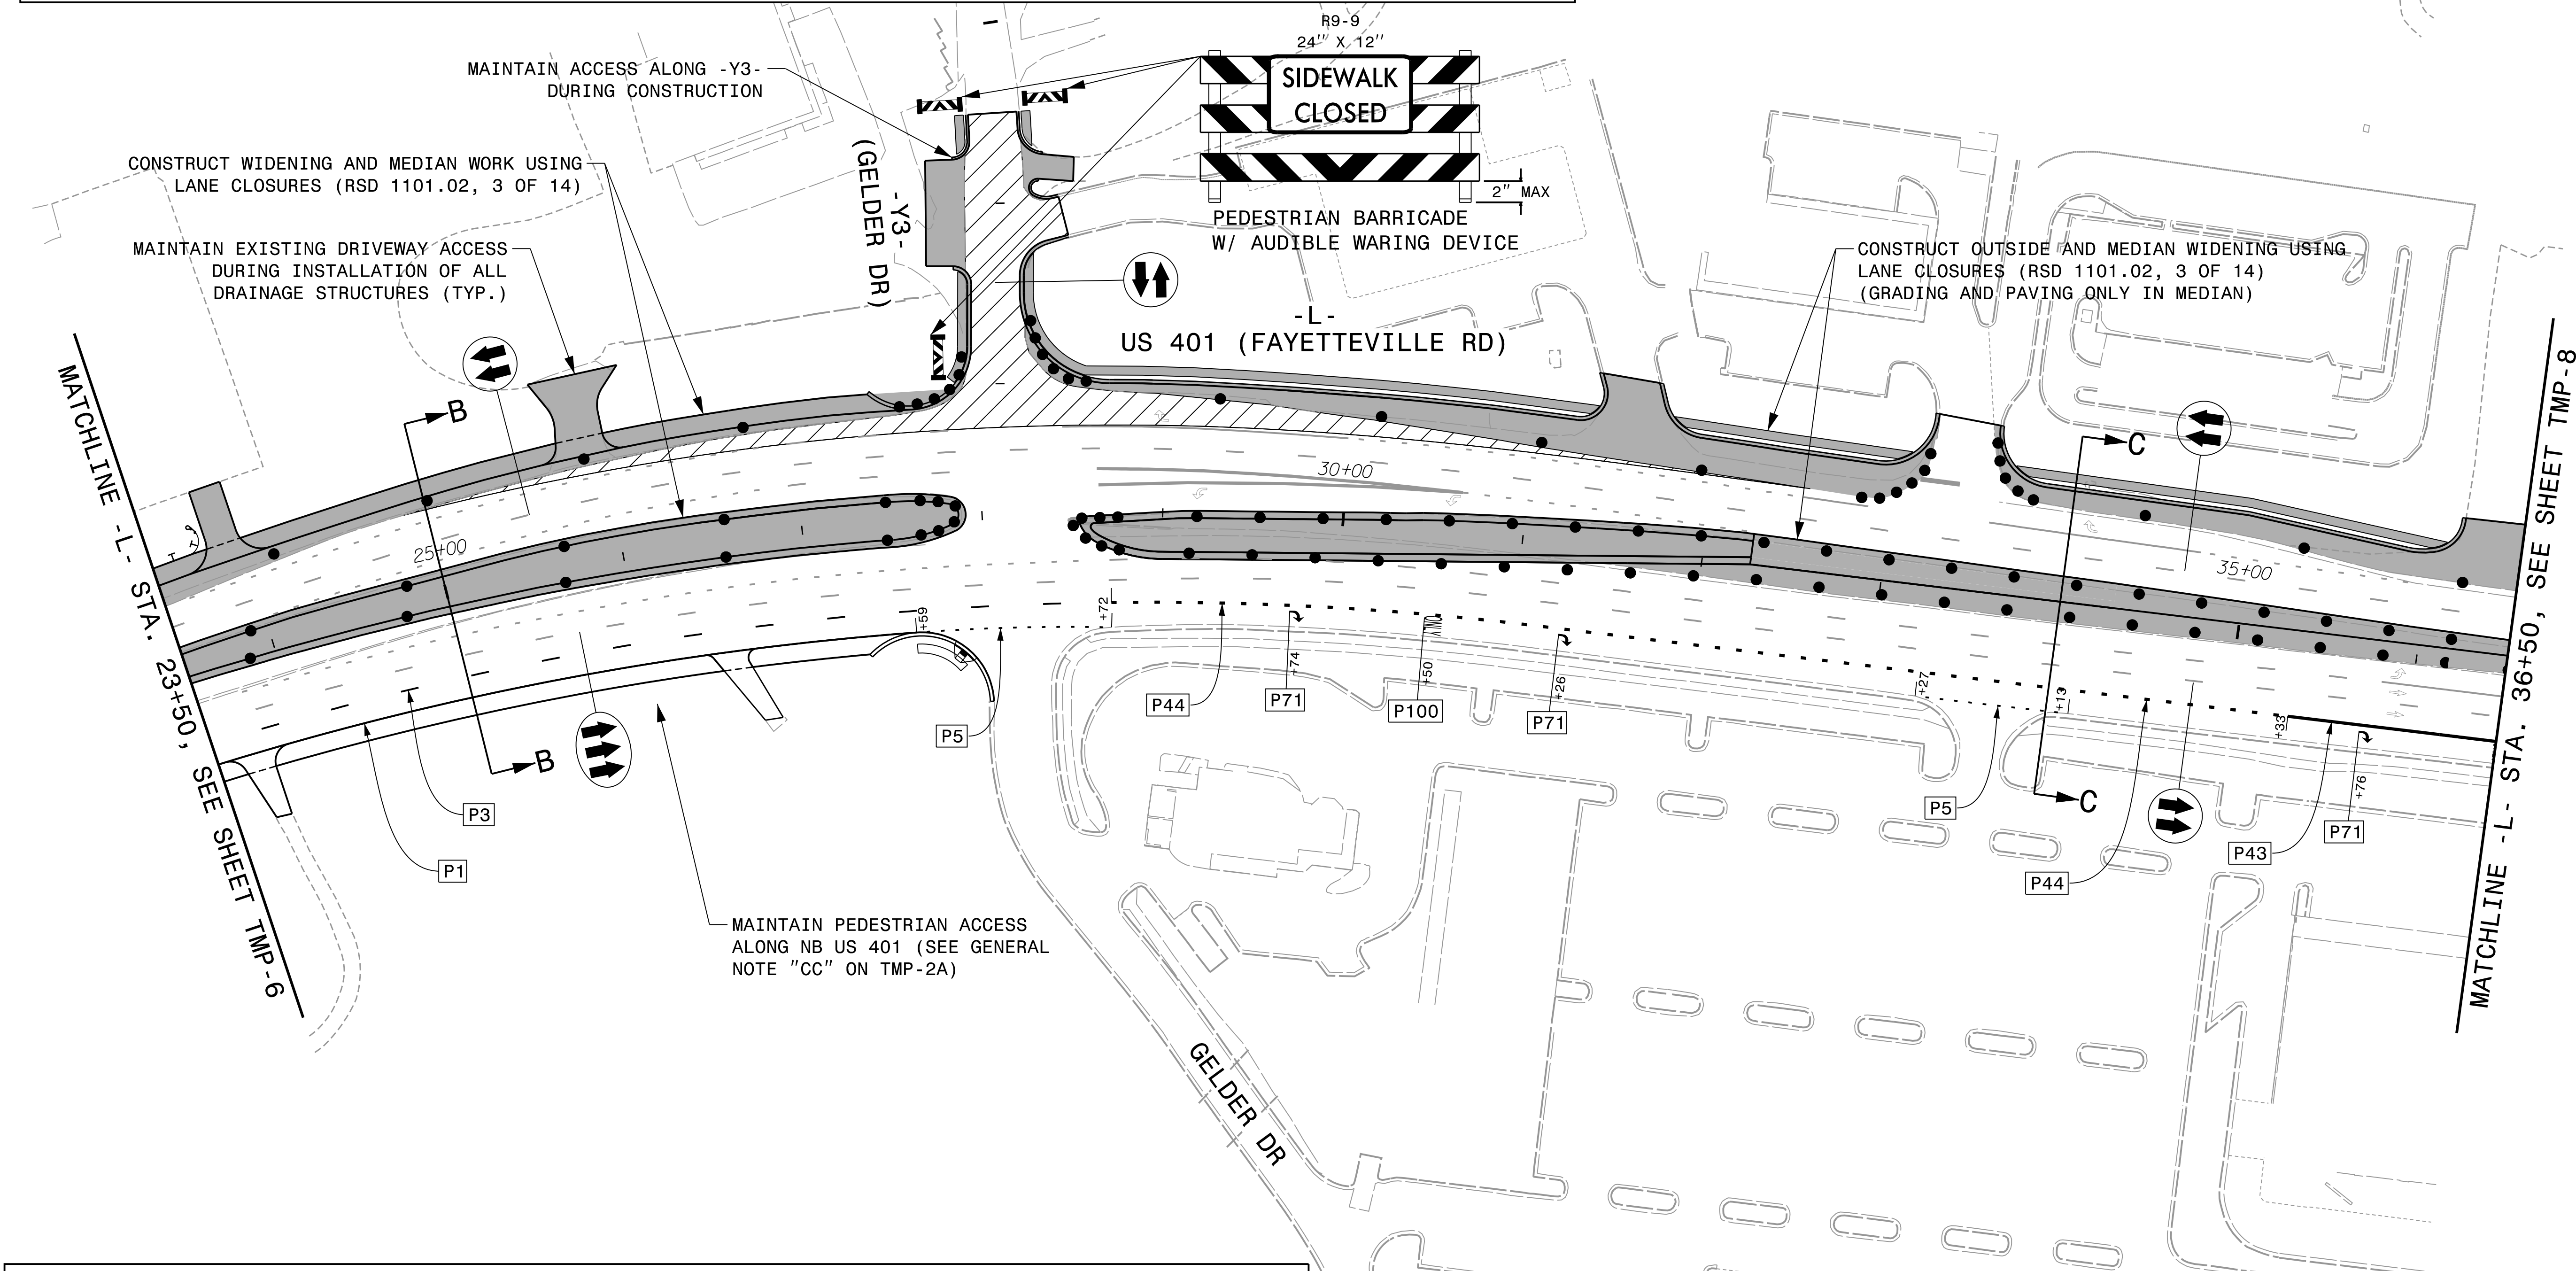 R9-9
24" X 12"
SIDEWALK
CLOSED
2" MAX
PEDESTRIAN BARRICADE
W/ AUDIBLE WARING DEVICE
MAINTAIN ACCESS ALONG -Y3-
DURING CONSTRUCTION
CONSTRUCT WIDENING AND MEDIAN WORK USING
LANE CLOSURES (RSD 1101.02, 3 OF 14)
MAINTAIN EXISTING DRIVEWAY ACCESS
DURING INSTALLATION OF ALL
DRAINAGE STRUCTURES (TYP.)
-Y3-
(GELDER DR)
CONSTRUCT OUTSIDE AND MEDIAN WIDENING USING
LANE CLOSURES (RSD 1101.02, 3 OF 14)
(GRADING AND PAVING ONLY IN MEDIAN)
-L-
US 401 (FAYETTEVILLE RD)
MATCHLINE -L- STA. 23+50, SEE SHEET TMP-6
MATCHLINE -L- STA. 36+50, SEE SHEET TMP-8
B
B
C
C
25+00
30+00
35+00
+59
+72
+74
+50
ONLY
+26
+27
+13
+33
+76
P44
P71
P100
P71
P5
P5
P3
P1
P44
P43
P71
MAINTAIN PEDESTRIAN ACCESS
ALONG NB US 401 (SEE GENERAL
NOTE "CC" ON TMP-2A)
GELDER DR